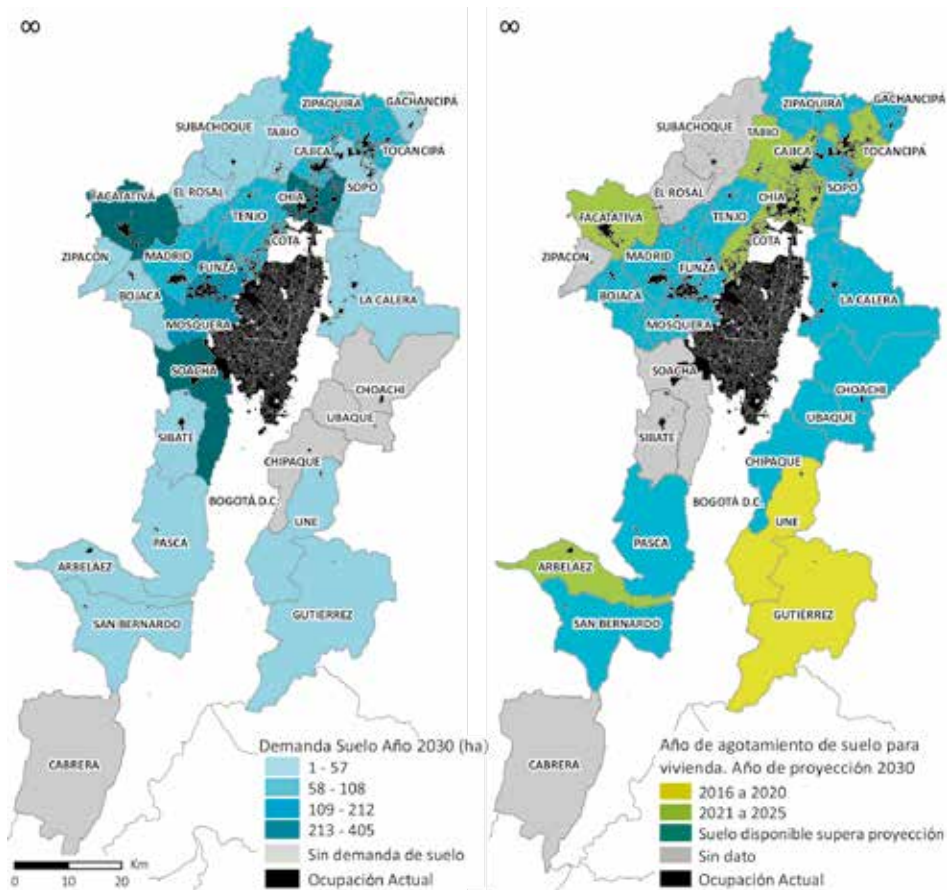 ∞
ZIPAQUIRA
GACHANCIPÁ
SUBACHOQUE
TABIO
CAJICA
TOCANCIPÁ
SOPO
EL ROSAL
FACATATIVÁ
CHIA
TENJO
COTA
ZIPACON
MADRID
FUNZA
BOJACÁ
LA CALERA
MOSQUERA
SOACHA
CHOACHI
UBAQUE
SIBATE
CHIPAQUE
BOGOTÁ D.C.
UNE
PASCA
ARBELÁEZ
GUTIÉRREZ
SAN BERNARDO
CABRERA
Demanda Suelo Año 2030 (ha)
1 - 57
58 - 108
109 - 212
213 - 405
Sin demanda de suelo
Ocupación Actual
Km
0 10 20
∞
ZIPAQUIRA
GACHANCIPÁ
SUBACHOQUE
TABIO
CAJICA
TOCANCIPÁ
SOPO
EL ROSAL
CHIA
FACATATIVA
TENJO
COTA
ZIPACON
MADRID
FUNZA
BOJACA
LA CALERA
MOSQUERA
SOACHA
CHOACHI
UBAQUE
SIBATE
CHIPAQUE
BOGOTÁ D.C.
UNE
PASCA
ARBELÁEZ
GUTIÉRREZ
SAN BERNARDO
CABRERA
Año de agotamiento de suelo para
vivienda. Año de proyección 2030
2016 a 2020
2021 a 2025
Suelo disponible supera proyección
Sin dato
Ocupación Actual